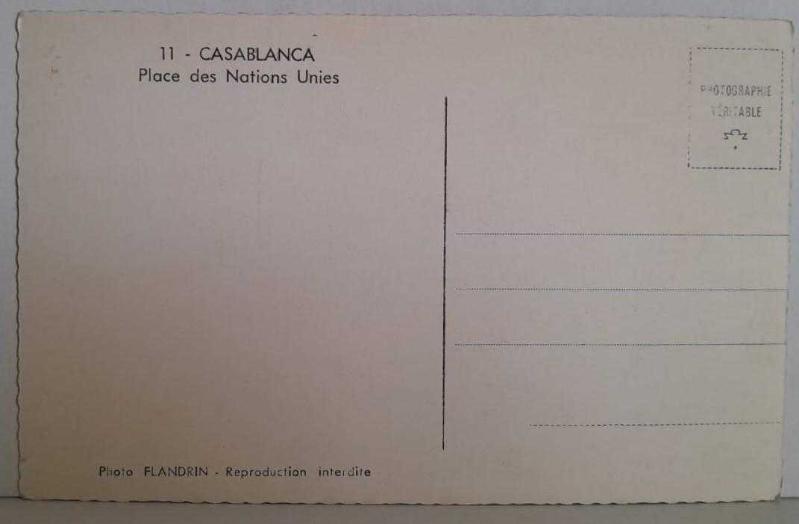 11 - CASABLANCA
Place des Nations Unies
PHOTOGRAPHIE
VÉRITABLE
Photo FLANDRIN - Reproduction interdite